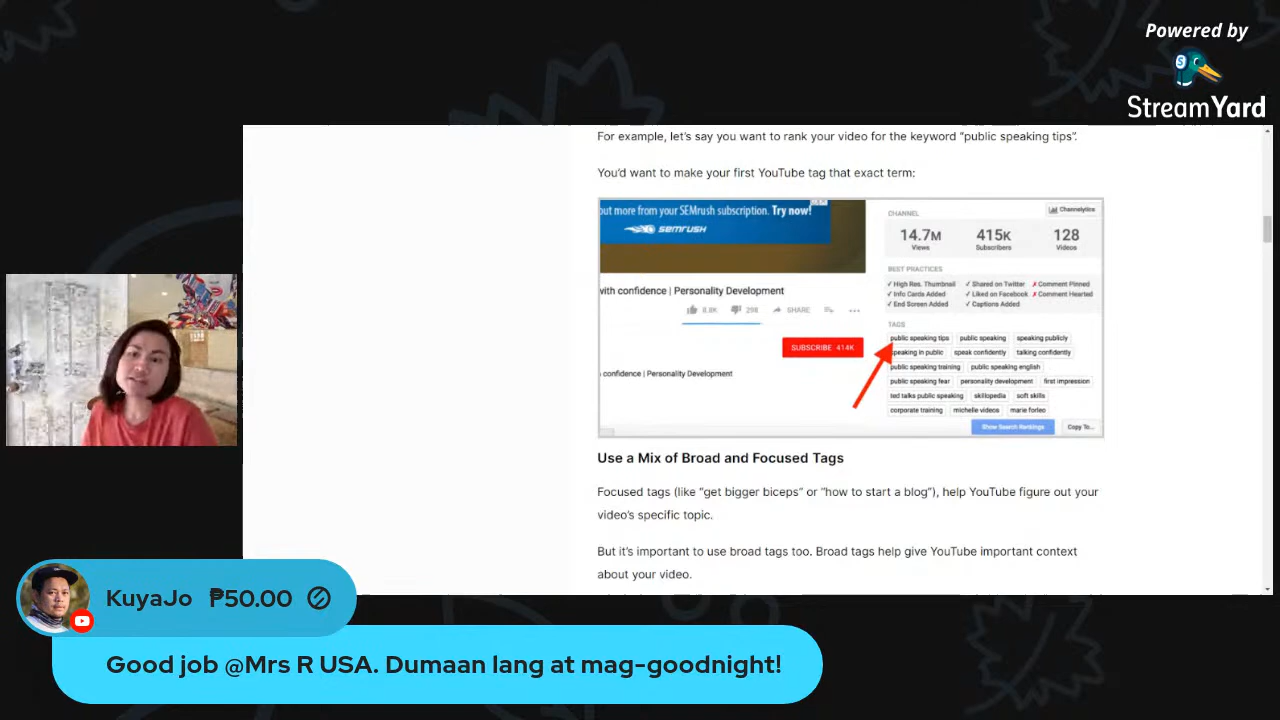 Powered by
StreamYard
For example, let's say you want to rank your video for the keyword “public speaking tips”.
You'd want to make your first YouTube tag that exact term:
out more from your SEMrush subscription. Try now!
SEMRUSH
with confidence | Personality Development
8.8K 298 SHARE
SUBSCRIBE 414K
confidence | Personality Development
CHANNEL
Channelytics
14.7M 415K 128
Views Subscribers Videos
BEST PRACTICES
✓ High Res. Thumbnail ✓ Shared on Twitter ✗ Comment Pinned
✓ Info Cards Added ✓ Liked on Facebook ✗ Comment Hearted
✓ End Screen Added ✓ Captions Added
TAGS
public speaking tips public speaking speaking publicly
speaking in public speak confidently talking confidently
public speaking training public speaking english
public speaking fear personality development first impression
ted talks public speaking skillopedia soft skills
corporate training michelle videos marie forleo
Show Search Rankings Copy To...
Use a Mix of Broad and Focused Tags
Focused tags (like “get bigger biceps” or “how to start a blog”), help YouTube figure out your
video's specific topic.
But it's important to use broad tags too. Broad tags help give YouTube important context
about your video.
KuyaJo ₱50.00
Good job @Mrs R USA. Dumaan lang at mag-goodnight!